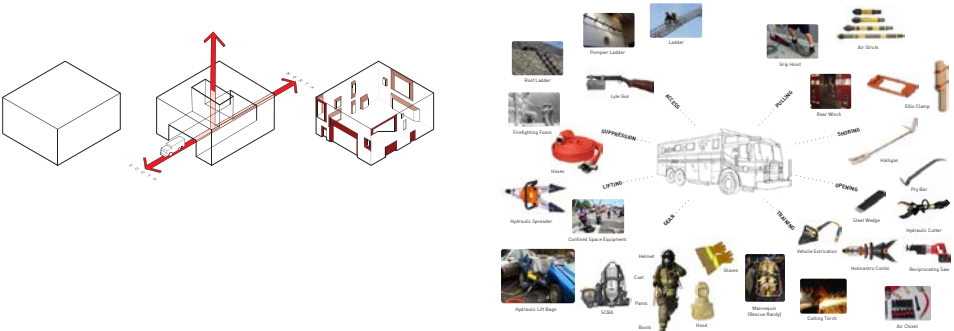 NORTH
SOUTH
Pompier Ladder
Ladder
Roof Ladder
Lyte Gun
Firefighting Foam
Hoses
Hydraulic Spreader
Confined Space Equipment
Hydraulic Lift Bags
SCBA
Helmet
Coat
Pants
Boots
Gloves
Hood
Mannequin
(Rescue Randy)
Cutting Torch
Air Chisel
Vehicle Extrication
Holmantro Combi
Reciprocating Saw
Steel Wedge
Hydraulic Cutter
Pry Bar
Halligan
Ellis Clamp
Rear Winch
Grip Hoist
Air Struts
ACCESS
PULLING
SUPPRESSION
SHORING
LIFTING
OPENING
GEAR
TRAINING